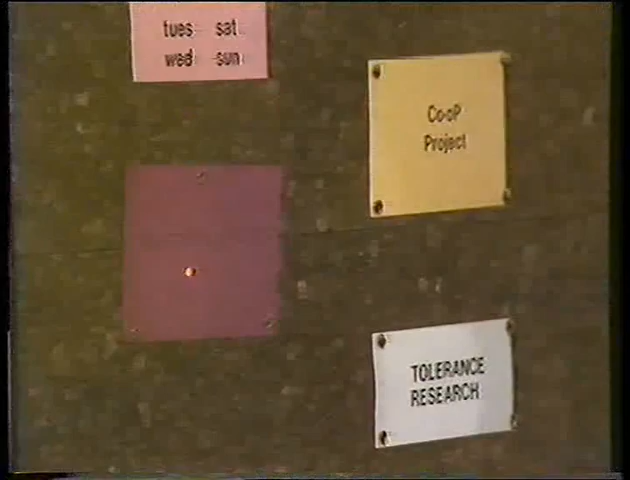 tues sat
wed sun
Co-oP
Project
TOLERANCE
RESEARCH